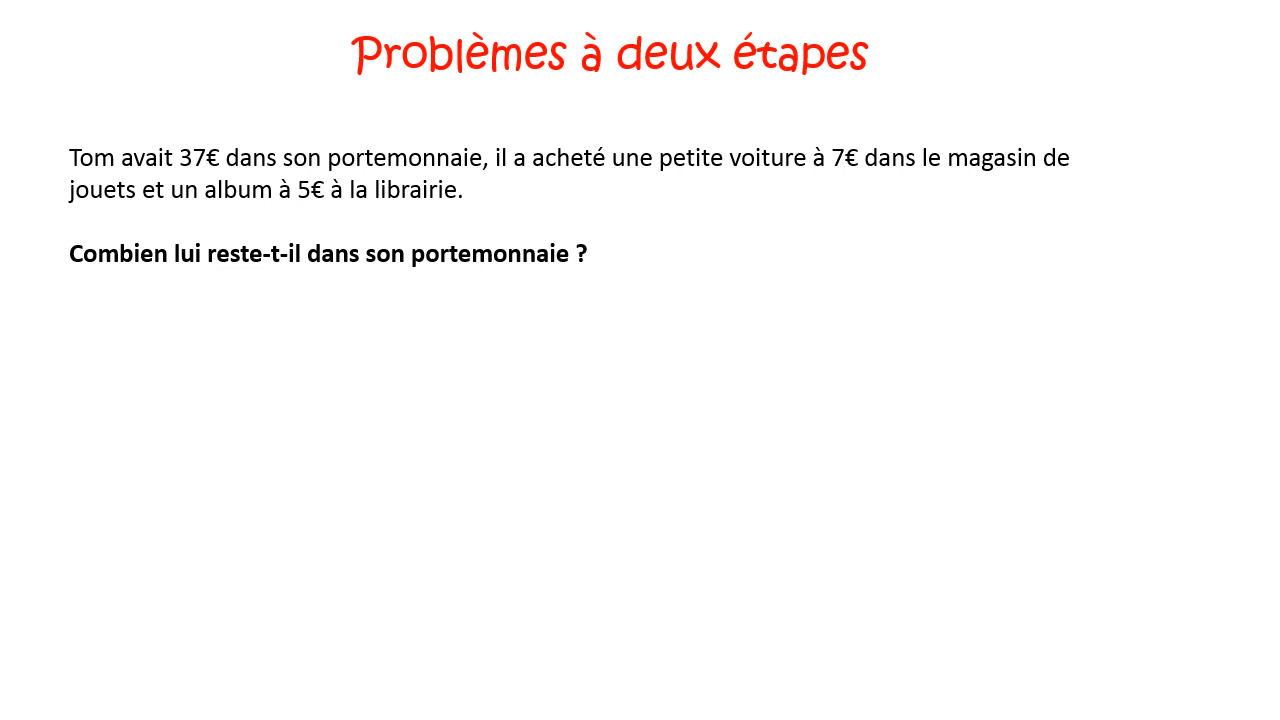 Problèmes à deux étapes
Tom avait 37€ dans son portemonnaie, il a acheté une petite voiture à 7€ dans le magasin de
jouets et un album à 5€ à la librairie.
Combien lui reste-t-il dans son portemonnaie ?